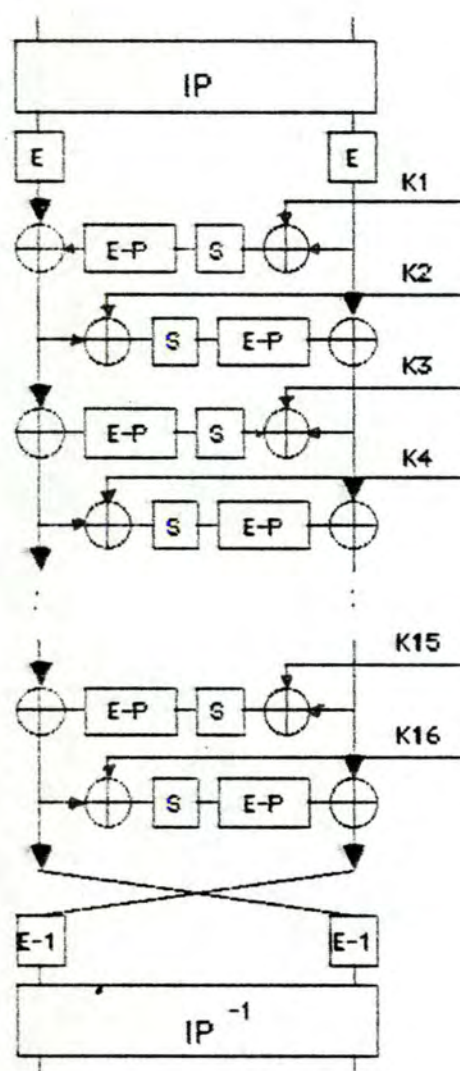 IP
E E
K1
E-P S
K2
S E-P
K3
E-P S
K4
S E-P
K15
E-P S
K16
S E-P
E-1 E-1
IP -1